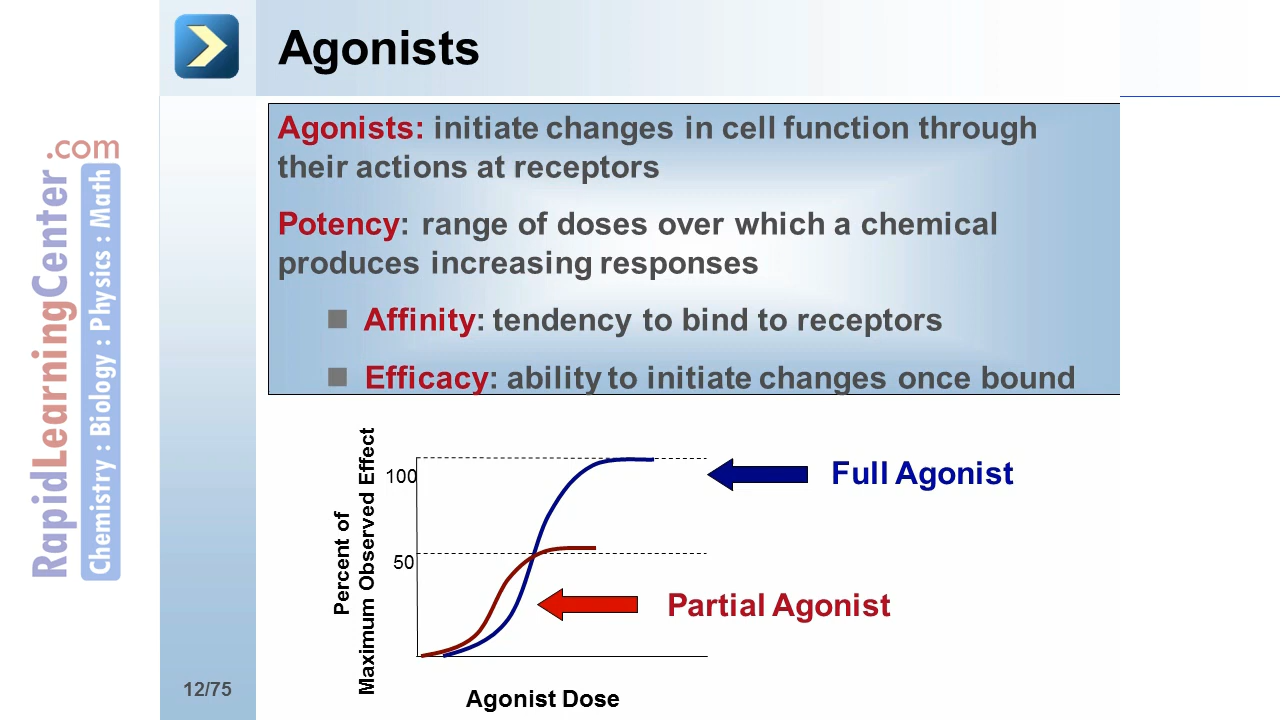 Agonists
Agonists: initiate changes in cell function through
their actions at receptors
Potency: range of doses over which a chemical
produces increasing responses
Affinity: tendency to bind to receptors
Efficacy: ability to initiate changes once bound
Percent of
Maximum Observed Effect
100
50
Full Agonist
Partial Agonist
Agonist Dose
12/75
RapidLearningCenter.com
Chemistry : Biology : Physics : Math